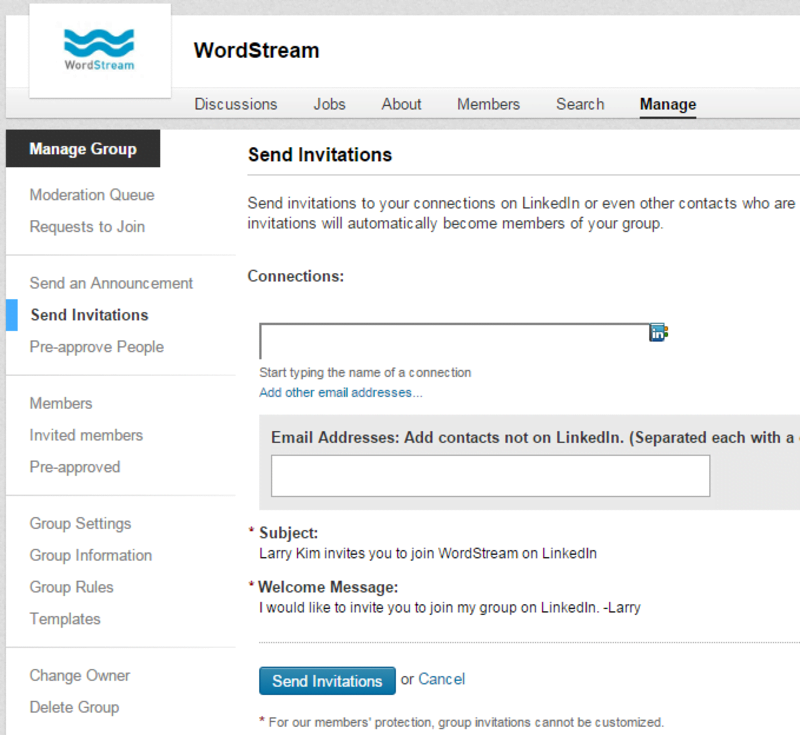 WordStream
WordStream
Discussions Jobs About Members Search Manage
Manage Group
Moderation Queue
Requests to Join
Send an Announcement
Send Invitations
Pre-approve People
Members
Invited members
Pre-approved
Group Settings
Group Information
Group Rules
Templates
Change Owner
Delete Group
Send Invitations
Send invitations to your connections on LinkedIn or even other contacts who are
invitations will automatically become members of your group.
Connections:
in
Start typing the name of a connection
Add other email addresses...
Email Addresses: Add contacts not on LinkedIn. (Separated each with a
* Subject:
Larry Kim invites you to join WordStream on LinkedIn
* Welcome Message:
I would like to invite you to join my group on LinkedIn. -Larry
Send Invitations or Cancel
* For our members' protection, group invitations cannot be customized.